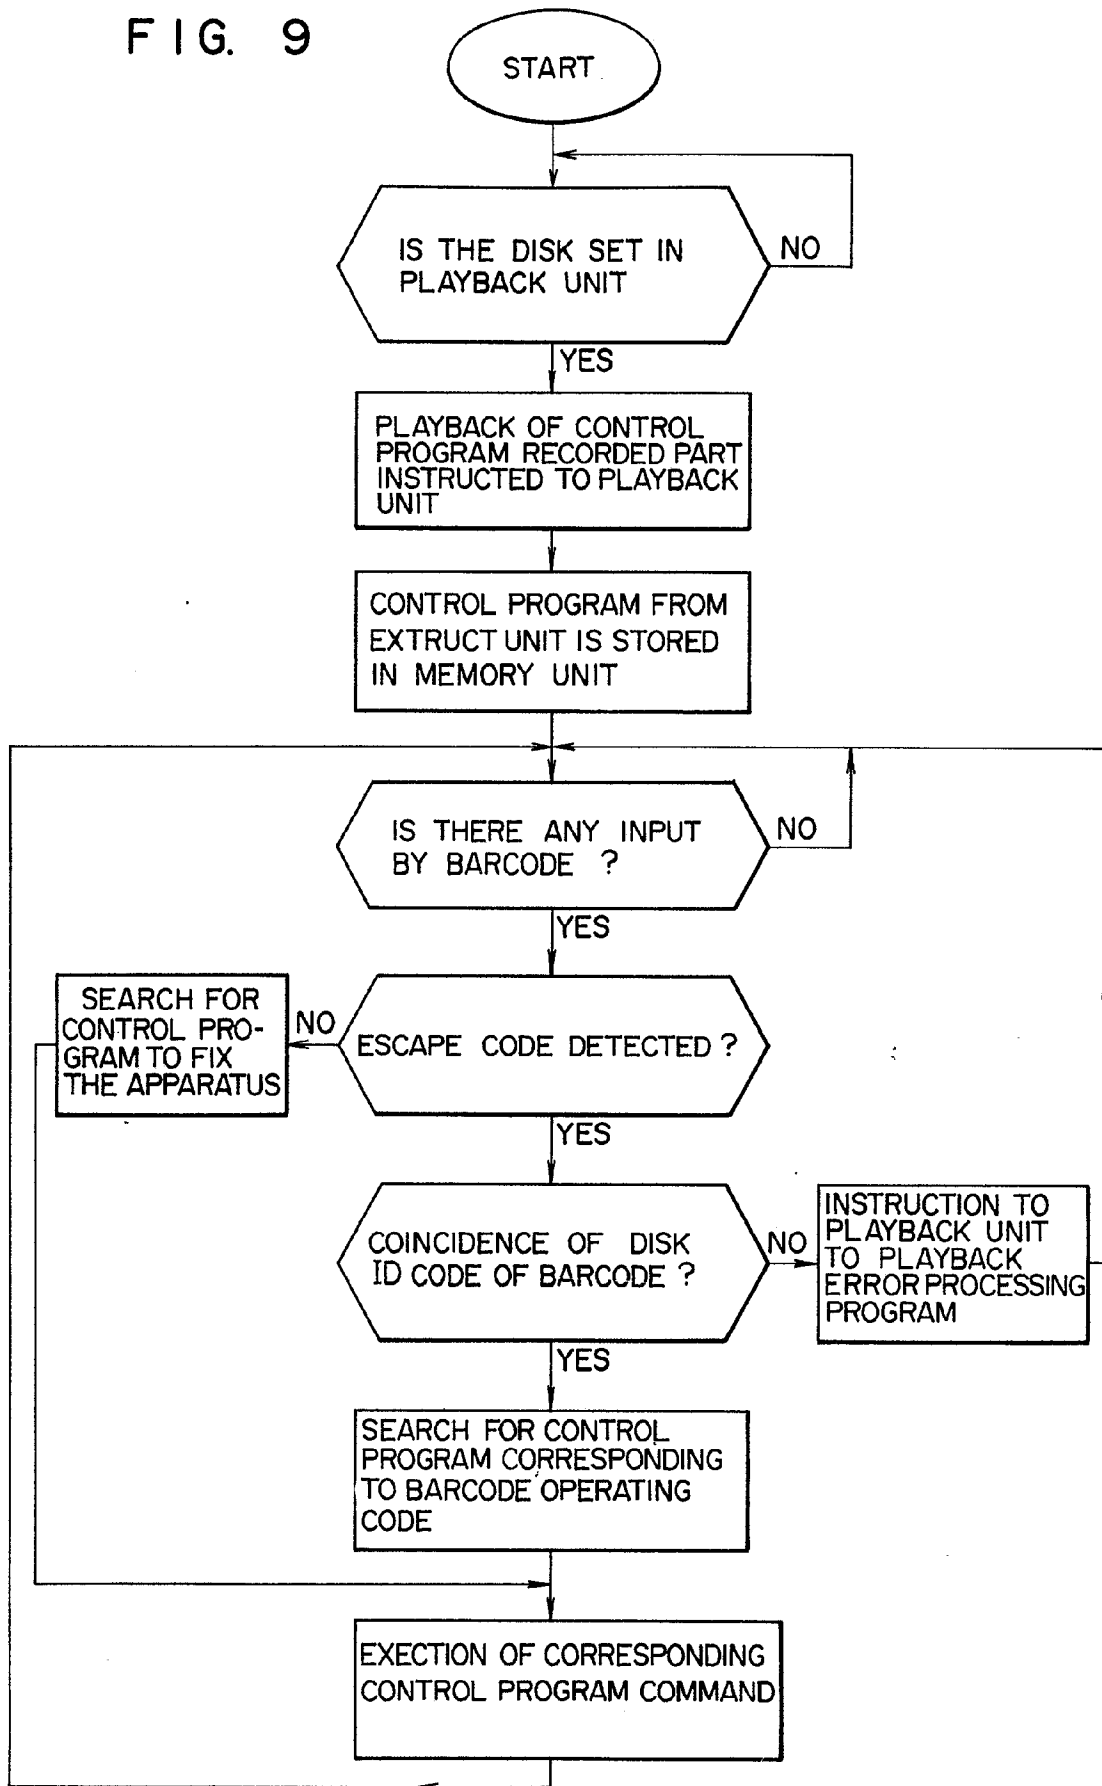 FIG. 9
START
IS THE DISK SET IN
PLAYBACK UNIT
NO
YES
PLAYBACK OF CONTROL
PROGRAM RECORDED PART
INSTRUCTED TO PLAYBACK
UNIT
CONTROL PROGRAM FROM
EXTRUCT UNIT IS STORED
IN MEMORY UNIT
IS THERE ANY INPUT
BY BARCODE ?
NO
YES
SEARCH FOR
CONTROL PRO-
GRAM TO FIX
THE APPARATUS
NO
ESCAPE CODE DETECTED ?
YES
COINCIDENCE OF DISK
ID CODE OF BARCODE ?
NO
INSTRUCTION TO
PLAYBACK UNIT
TO PLAYBACK
ERROR PROCESSING
PROGRAM
YES
SEARCH FOR CONTROL
PROGRAM CORRESPONDING
TO BARCODE OPERATING
CODE
EXECTION OF CORRESPONDING
CONTROL PROGRAM COMMAND